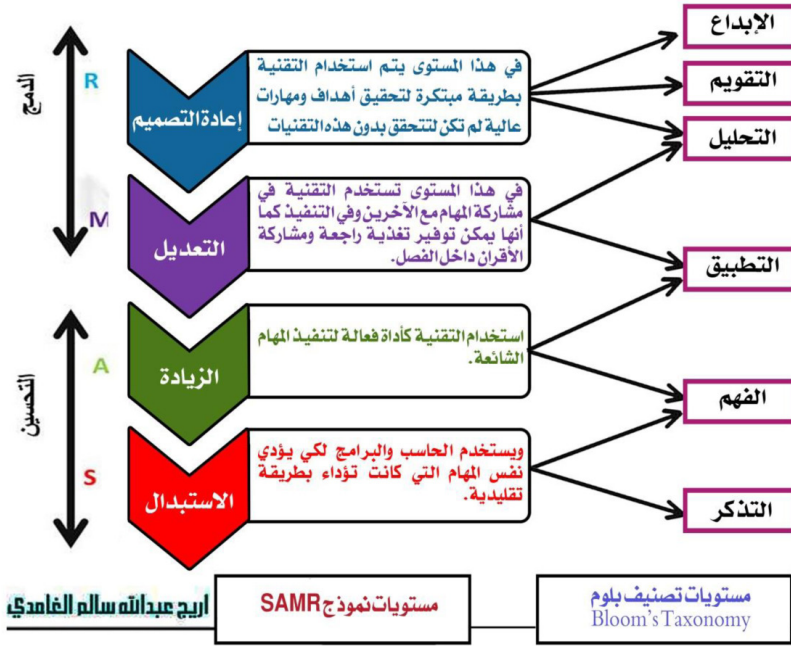 الإبداع
التقويم
التحليل
التطبيق
الفهم
التذكر
في هذا المستوى يتم استخدام التقنية
بطريقة مبتكرة لتحقيق أهداف ومهارات
عالية لم تكن لتتحقق بدون هذه التقنيات
إعادة التصميم
R
الدمج
في هذا المستوى تستخدم التقنية في
مشاركة المهام مع الآخرين وفي التنفيذ كما
أنها يمكن توفير تغذية راجعة ومشاركة
الأقران داخل الفصل.
التعديل
M
استخدام التقنية كأداة فعالة لتنفيذ المهام
الشائعة.
الزيادة
A
التحسين
ويستخدم الحاسب والبرامج لكي يؤدي
نفس المهام التي كانت تؤداء بطريقة
تقليدية.
الاستبدال
S
مستويات تصنيف بلوم
Bloom's Taxonomy
مستويات نموذج SAMR
اريج عبدالله سالم الغامدي